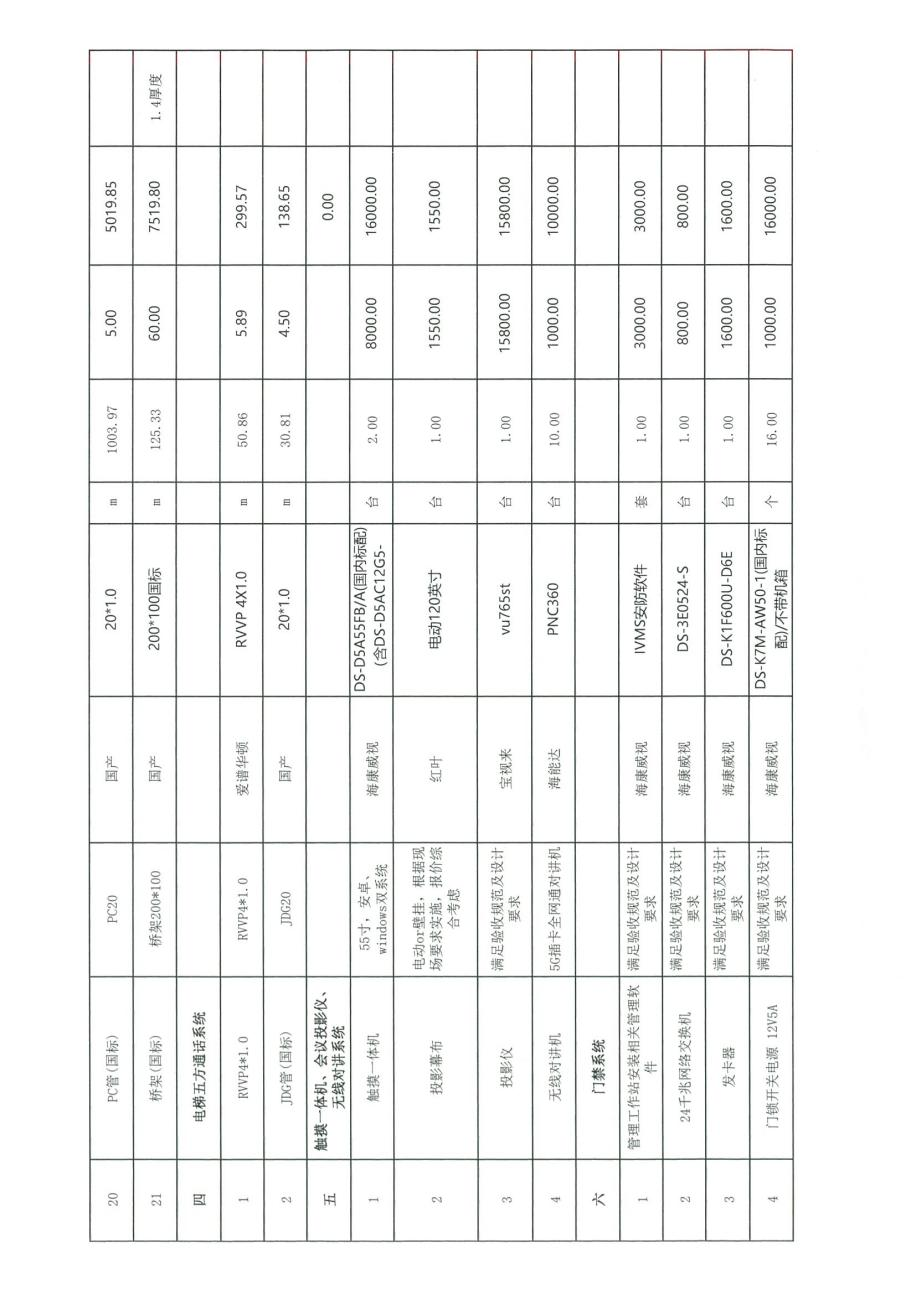 20 PC管(国标) PC20 国产 20*1.0 m 1003.97 5.00 5019.85
21 桥架(国标) 桥架200*100 国产 200*100国标 m 125.33 60.00 7519.80 1.4厚度
四 电梯五方通话系统
1 RVVP4*1.0 RVVP4*1.0 爱谱华顿 RVVP 4X1.0 m 50.86 5.89 299.57
2 JDG管(国标) JDG20 国产 20*1.0 m 30.81 4.50 138.65
五 触摸一体机、会议投影仪、 0.00
无线对讲系统
1 触摸一体机 55寸，安卓、 海康威视 DS-D5A55FB/A(国内标配) 台 2.00 8000.00 16000.00
windows双系统 (含DS-D5AC12G5-
2 投影幕布 电动or壁挂，根据现 红叶 电动120英寸 台 1.00 1550.00 1550.00
场要求实施，报价综
合考虑
3 投影仪 满足验收规范及设计 宝视来 vu765st 台 1.00 15800.00 15800.00
要求
4 无线对讲机 5G插卡全网通对讲机 海能达 PNC360 台 10.00 1000.00 10000.00
六 门禁系统
1 管理工作站安装相关管理软 满足验收规范及设计 海康威视 IVMS安防软件 套 1.00 3000.00 3000.00
件 要求
2 24千兆网络交换机 满足验收规范及设计 海康威视 DS-3E0524-S 台 1.00 800.00 800.00
要求
3 发卡器 满足验收规范及设计 海康威视 DS-K1F600U-D6E 台 1.00 1600.00 1600.00
要求
4 门锁开关电源 12V5A 满足验收规范及设计 海康威视 DS-K7M-AW50-1(国内标 个 16.00 1000.00 16000.00
要求 配)/不带机箱